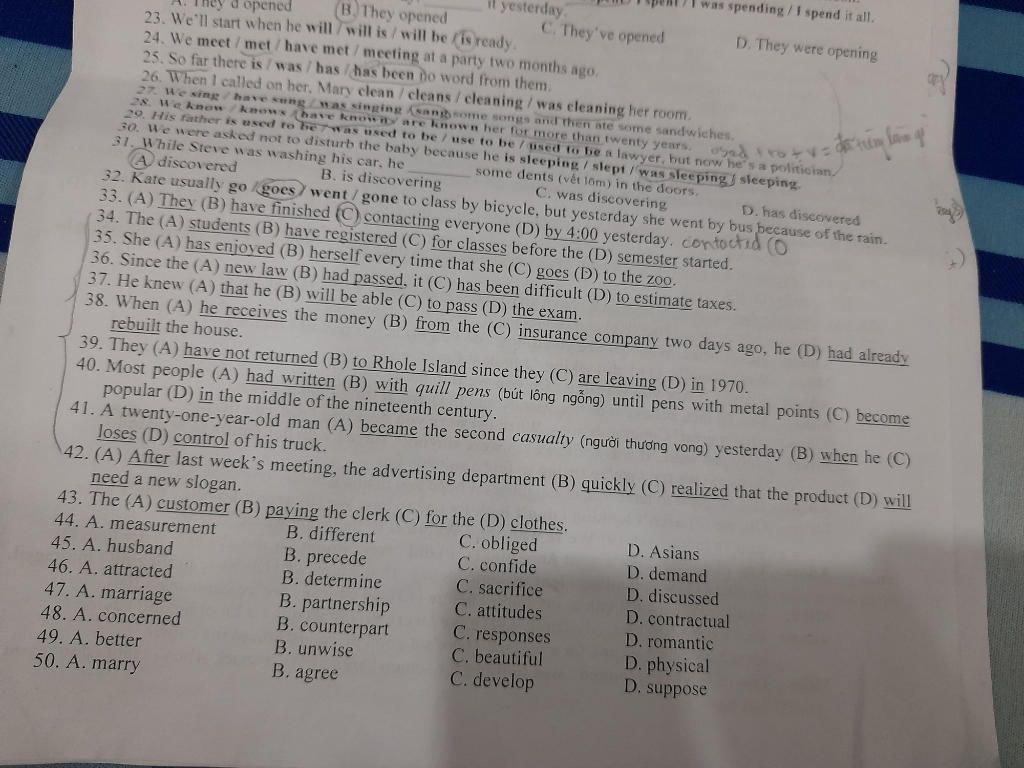 spent / I was spending / I spend it all.
A. They'd opened B. They opened C. They've opened D. They were opening
it yesterday.
23. We'll start when he will / will is / will be / is ready.
24. We meet / met / have met / meeting at a party two months ago.
25. So far there is / was / has / has been no word from them.
26. When I called on her, Mary clean / cleans / cleaning / was cleaning her room.
27. We sing / have sung / was singing / sang some songs and then ate some sandwiches.
28. We know / knows / have known / are known her for more than twenty years.
29. His father is used to be / was used to be / use to be / used to be a lawyer, but now he's a politician.
30. We were asked not to disturb the baby because he is sleeping / slept / was sleeping / sleeping.
31. While Steve was washing his car, he ________ some dents (vết lõm) in the doors.
A discovered B. is discovering C. was discovering D. has discovered
32. Kate usually go / goes / went / gone to class by bicycle, but yesterday she went by bus because of the rain.
33. (A) They (B) have finished (C) contacting everyone (D) by 4:00 yesterday.
34. The (A) students (B) have registered (C) for classes before the (D) semester started.
35. She (A) has enjoyed (B) herself every time that she (C) goes (D) to the zoo.
36. Since the (A) new law (B) had passed, it (C) has been difficult (D) to estimate taxes.
37. He knew (A) that he (B) will be able (C) to pass (D) the exam.
38. When (A) he receives the money (B) from the (C) insurance company two days ago, he (D) had already
rebuilt the house.
39. They (A) have not returned (B) to Rhole Island since they (C) are leaving (D) in 1970.
40. Most people (A) had written (B) with quill pens (bút lông ngỗng) until pens with metal points (C) become
popular (D) in the middle of the nineteenth century.
41. A twenty-one-year-old man (A) became the second casualty (người thương vong) yesterday (B) when he (C)
loses (D) control of his truck.
42. (A) After last week's meeting, the advertising department (B) quickly (C) realized that the product (D) will
need a new slogan.
43. The (A) customer (B) paying the clerk (C) for the (D) clothes.
44. A. measurement B. different C. obliged D. Asians
45. A. husband B. precede C. confide D. demand
46. A. attracted B. determine C. sacrifice D. discussed
47. A. marriage B. partnership C. attitudes D. contractual
48. A. concerned B. counterpart C. responses D. romantic
49. A. better B. unwise C. beautiful D. physical
50. A. marry B. agree C. develop D. suppose